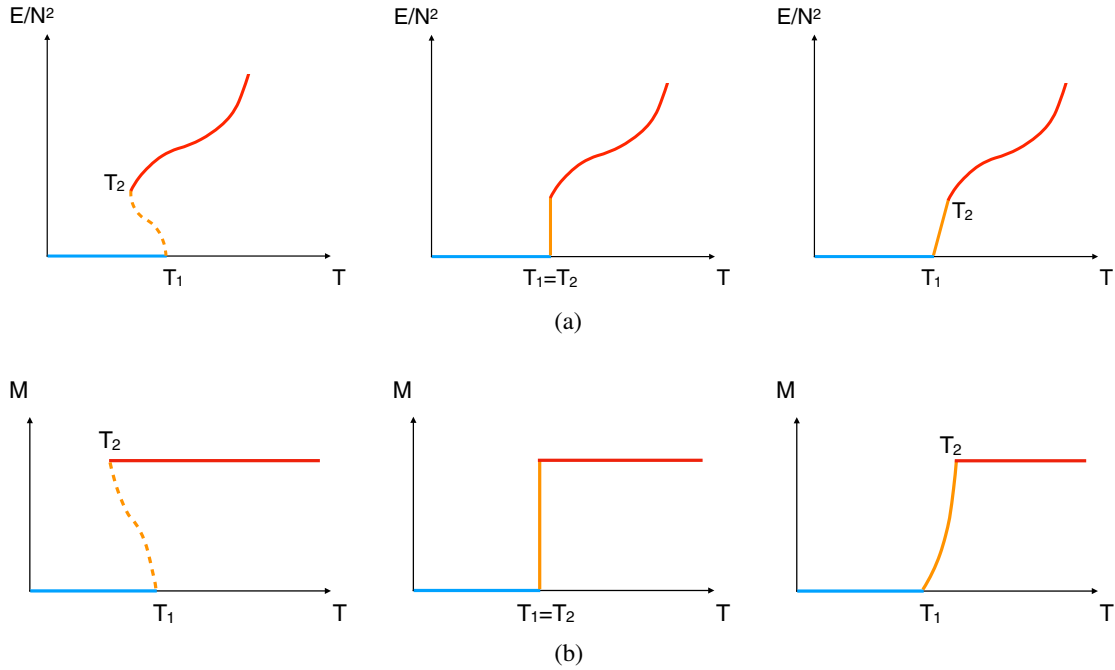 E/N² E/N² E/N²
T₂ T₂
T₁ T T₁=T₂ T T₁ T
(a)
M M M
T₂ T₂
T₁ T T₁=T₂ T T₁ T
(b)